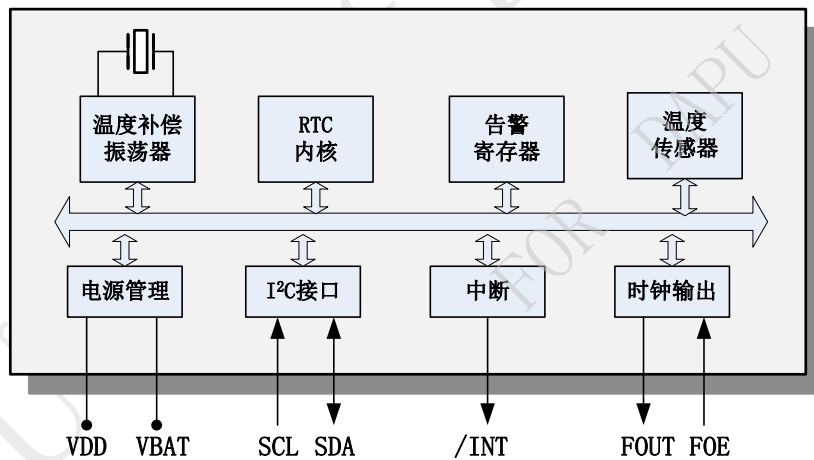 温度补偿
振荡器
RTC
内核
告警
寄存器
温度
传感器
电源管理
I²C接口
中断
时钟输出
VDD VBAT SCL SDA /INT FOUT FOE
FOR DAPU